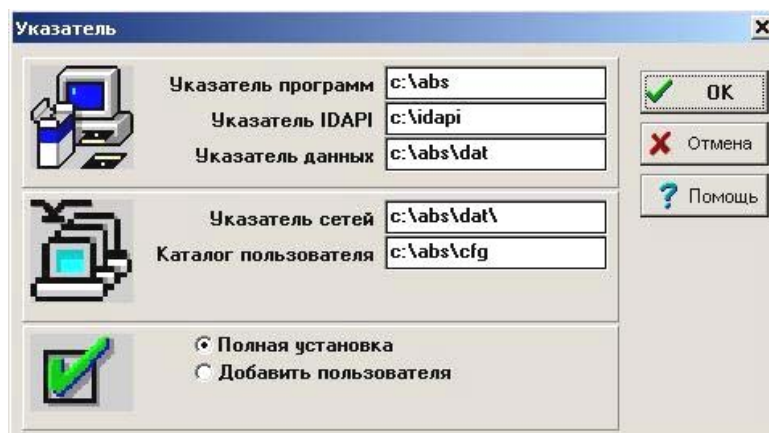 Указатель
Указатель программ c:\abs
Указатель IDAPI c:\idapi
Указатель данных c:\abs\dat
Указатель сетей c:\abs\dat\
Каталог пользователя c:\abs\cfg
Полная установка
Добавить пользователя
OK
Отмена
Помощь